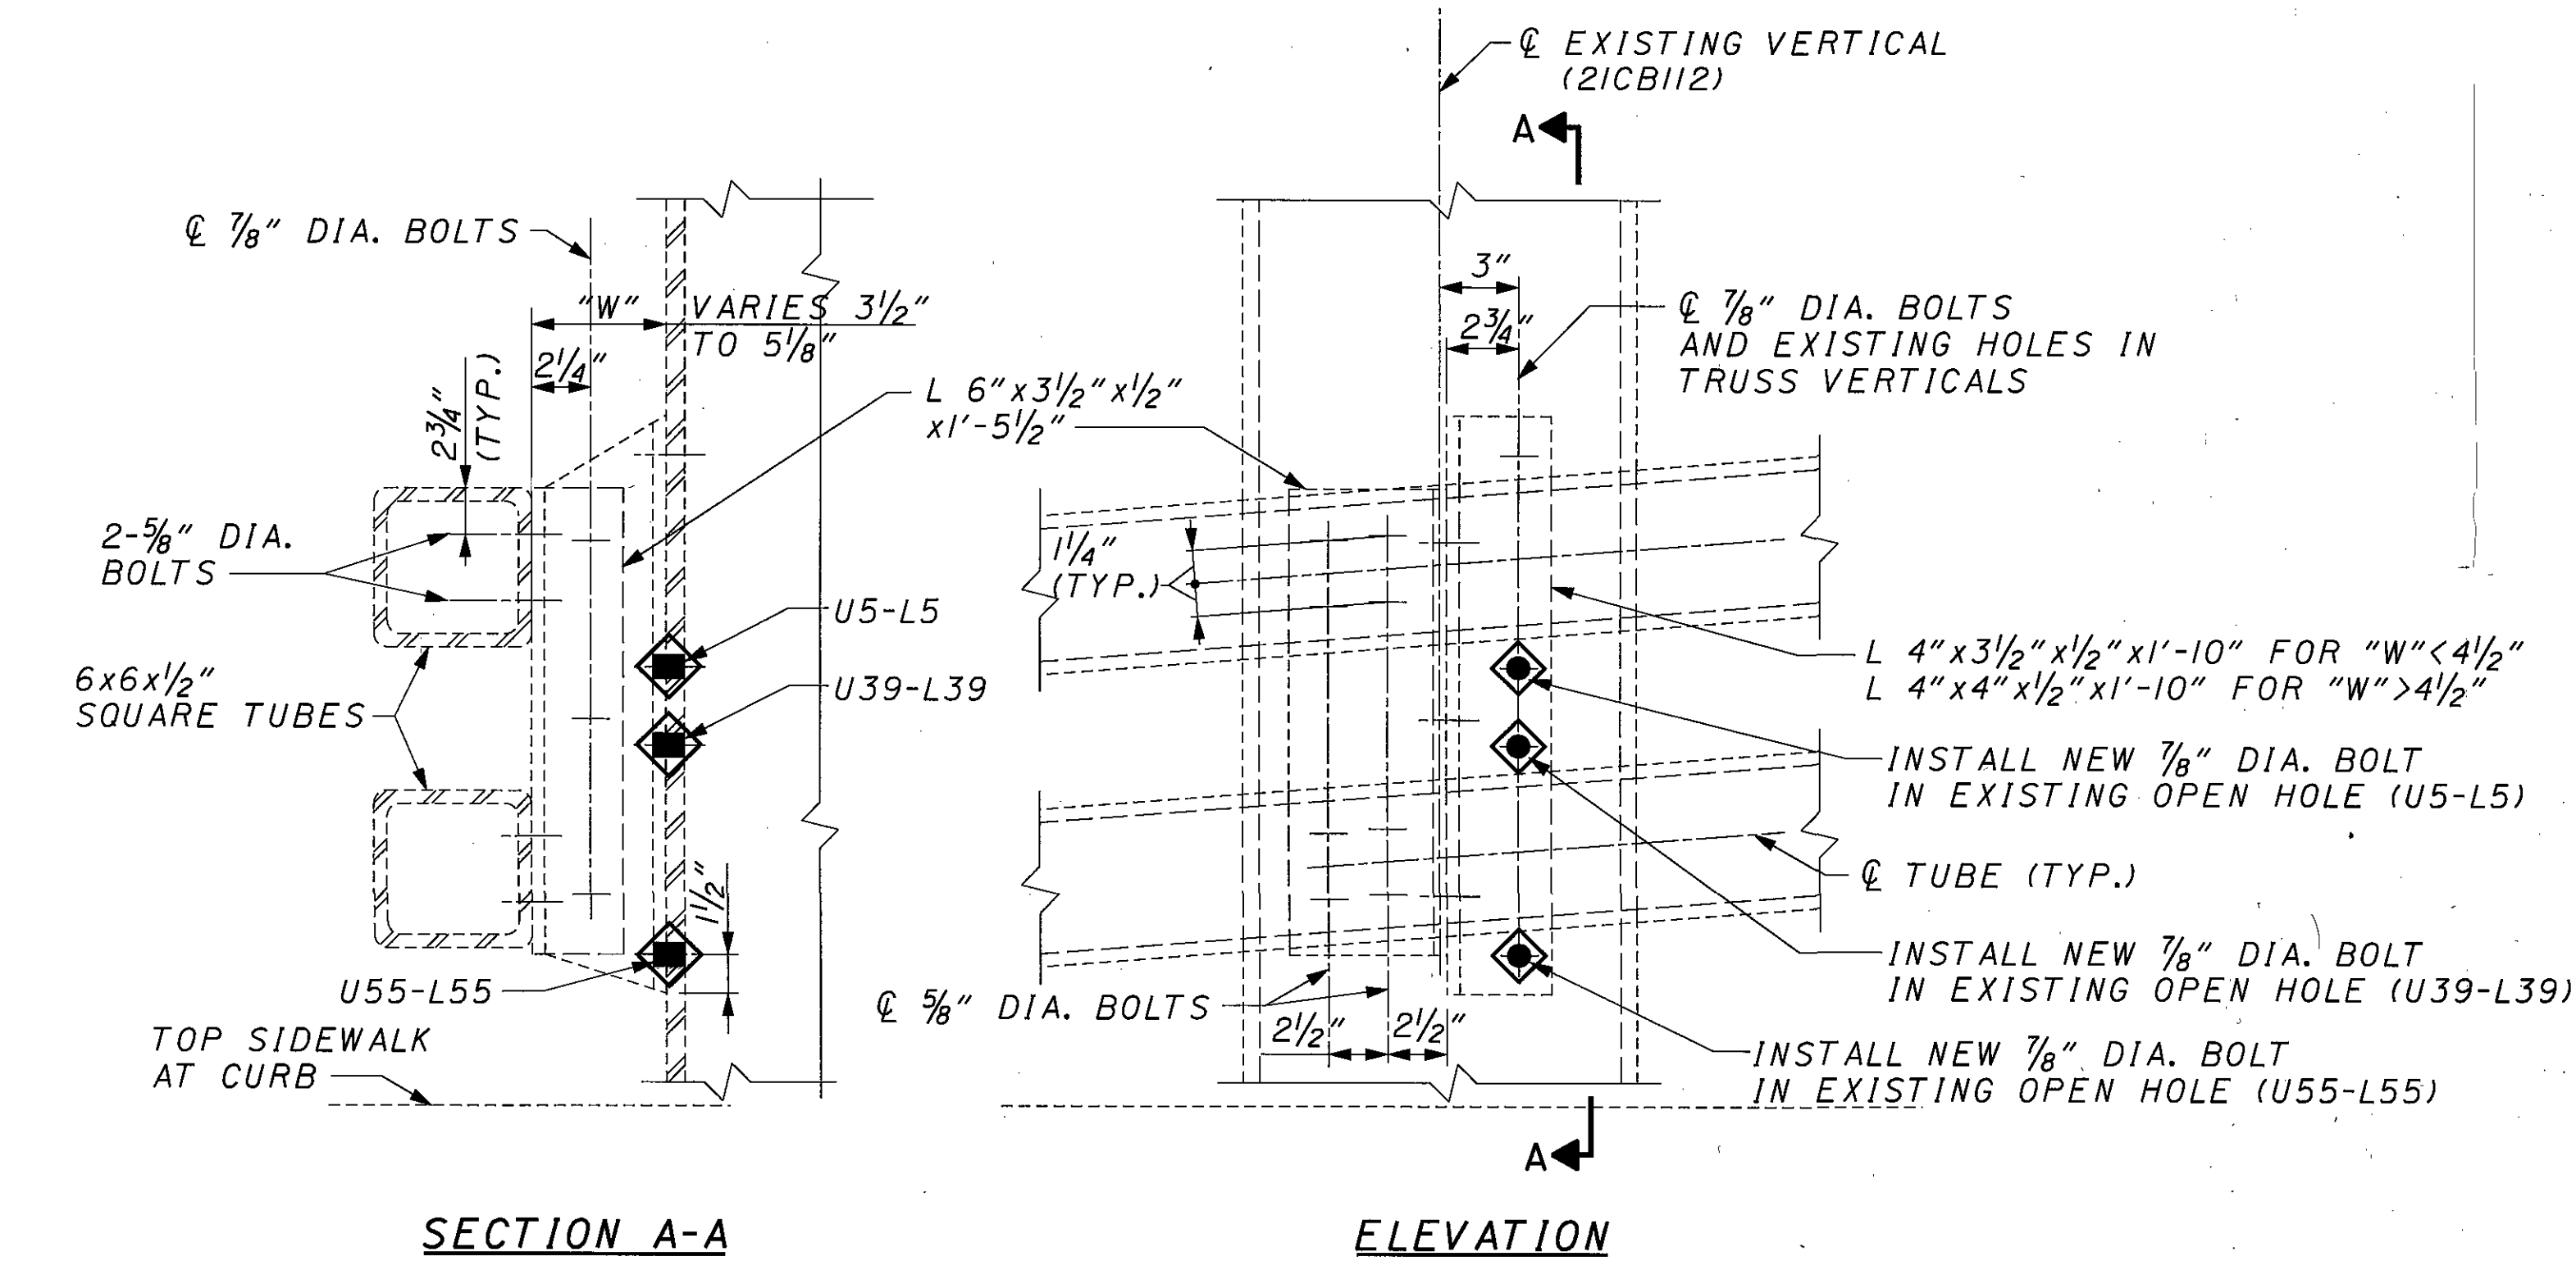 ℄ EXISTING VERTICAL
(21CB112)
A
℄ 7/8" DIA. BOLTS
"W"
VARIES 3 1/2"
TO 5 1/8"
2 1/4"
2 3/4"
(TYP.)
L 6"x3 1/2"x1/2"
x1'-5 1/2"
2-5/8" DIA.
BOLTS
6x6x1/2"
SQUARE TUBES
U5-L5
U39-L39
1 1/2"
U55-L55
TOP SIDEWALK
AT CURB
SECTION A-A
3"
2 3/4"
℄ 7/8" DIA. BOLTS
AND EXISTING HOLES IN
TRUSS VERTICALS
1 1/4"
(TYP.)
L 4"x3 1/2"x1/2"x1'-10" FOR "W"<4 1/2"
L 4"x4"x1/2"x1'-10" FOR "W">4 1/2"
INSTALL NEW 7/8" DIA. BOLT
IN EXISTING OPEN HOLE (U5-L5)
℄ TUBE (TYP.)
INSTALL NEW 7/8" DIA. BOLT
IN EXISTING OPEN HOLE (U39-L39)
℄ 5/8" DIA. BOLTS
2 1/2"
2 1/2"
INSTALL NEW 7/8" DIA. BOLT
IN EXISTING OPEN HOLE (U55-L55)
A
ELEVATION